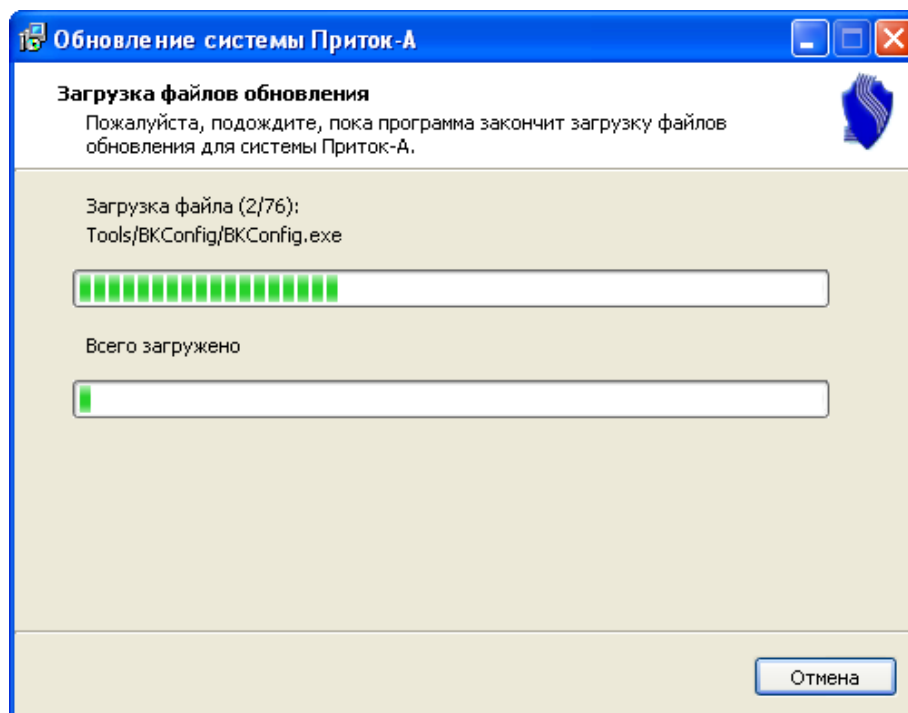 Обновление системы Приток-А
Загрузка файлов обновления
Пожалуйста, подождите, пока программа закончит загрузку файлов
обновления для системы Приток-А.
Загрузка файла (2/76):
Tools/BKConfig/BKConfig.exe
Всего загружено
Отмена